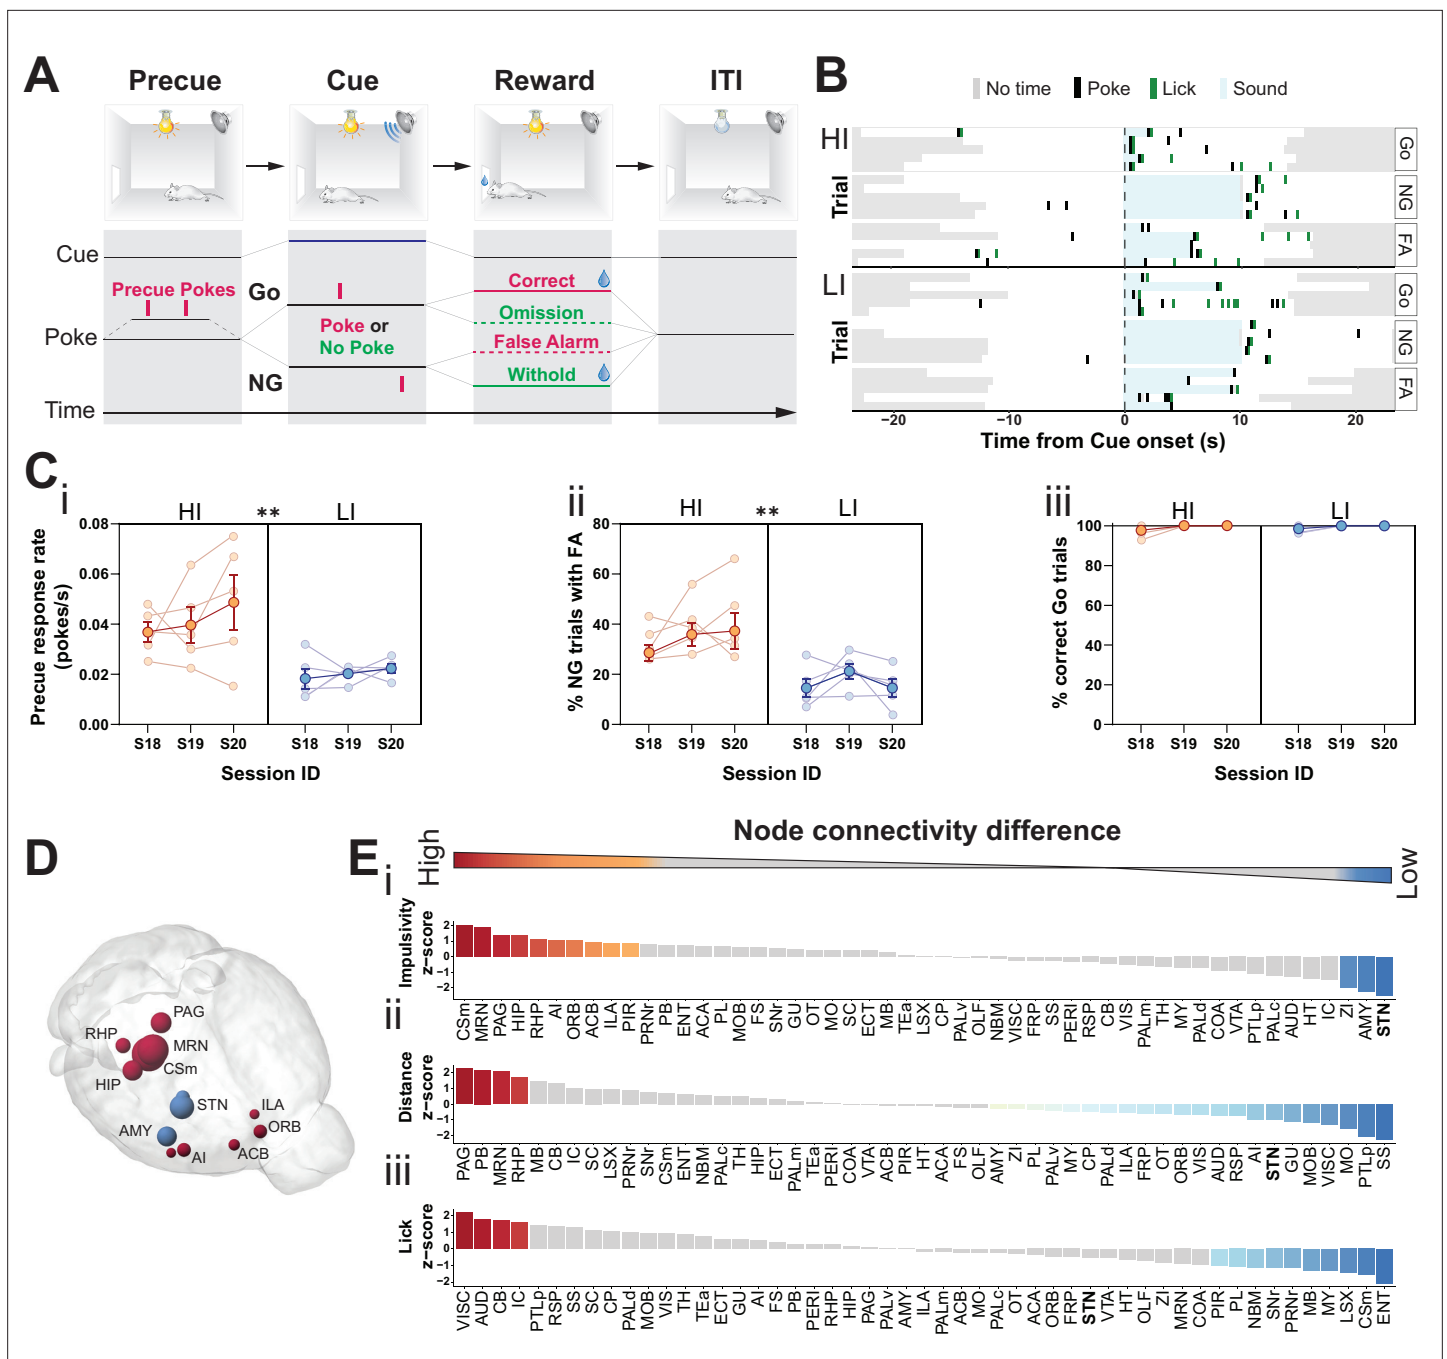 A
Precue
Cue
Reward
ITI
Cue
Precue Pokes
Go
Poke
Poke or
No Poke
NG
Correct
Omission
False Alarm
Withold
Time
B
No time
Poke
Lick
Sound
HI
Trial
Go
NG
FA
LI
Trial
Go
NG
FA
−20
−10
0
10
20
Time from Cue onset (s)
C
i
HI
**
LI
Precue response rate
(pokes/s)
0.08
0.06
0.04
0.02
0.00
S18
S19
S20
S18
S19
S20
Session ID
ii
HI
**
LI
% NG trials with FA
80
60
40
20
0
S18
S19
S20
S18
S19
S20
Session ID
iii
HI
LI
% correct Go trials
100
80
60
40
20
0
S18
S19
S20
S18
S19
S20
Session ID
D
PAG
RHP
MRN
HIP
CSm
STN
ILA
AMY
ORB
AI
ACB
E
Node connectivity difference
High
Low
i
Impulsivity
z−score
2
1
0
−1
−2
CSm MRN PAG HIP RHP AI ORB ACB ILA PIR PRNr PB ENT ACA PL MOB FS SNr GU OT MO SC ECT MB TEa LSX CP PALv OLF NBM VISC FRP SS PERI RSP CB VIS PALm TH MY PALd COA VTA PTLp PALc AUD HT IC ZI AMY STN
ii
Distance
z−score
2
1
0
−1
−2
PAG PB MRN RHP MB CB IC SC LSX PRNr SNr CSm ENT NBM PALc TH HIP ECT PALm TEa PERI COA VTA ACB PIR HT ACA FS OLF AMY ZI PL PALv MY CP PALd ILA FRP OT ORB VIS AUD RSP AI STN GU MOB VISC MO PTLp SS
iii
Lick
z−score
2
1
0
−1
−2
VISC AUD CB IC PTLp RSP SS SC CP PALd MOB VIS TH TEa ECT GU AI FS PB PERI RHP HIP PAG PALv AMY ILA PALm ACB MO PALc OT ACA ORB FRP STN VTA HT OLF ZI MRN COA PIR PL NBM SNr PRNr MB MY LSX CSm ENT